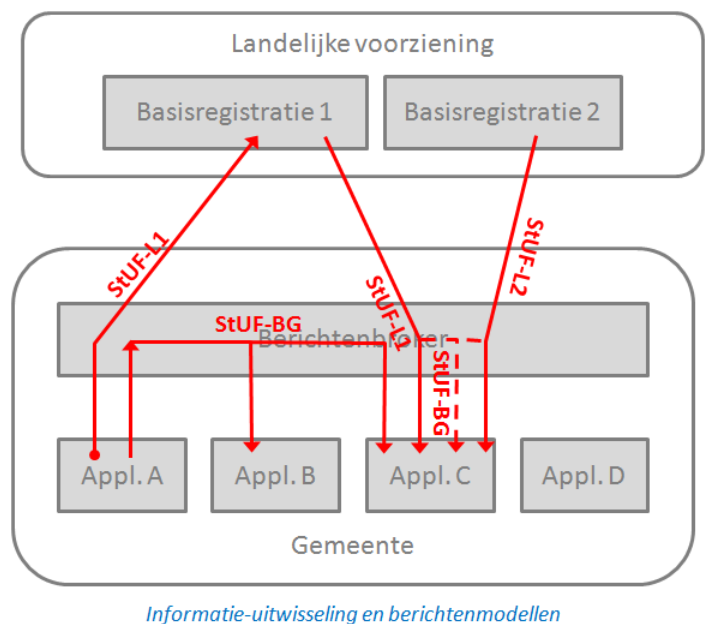 Landelijke voorziening
Basisregistratie 1
Basisregistratie 2
StUF-L1
StUF-L1
StUF-L2
StUF-BG
Berichtenbroker
StUF-BG
Appl. A
Appl. B
Appl. C
Appl. D
Gemeente
Informatie-uitwisseling en berichtenmodellen